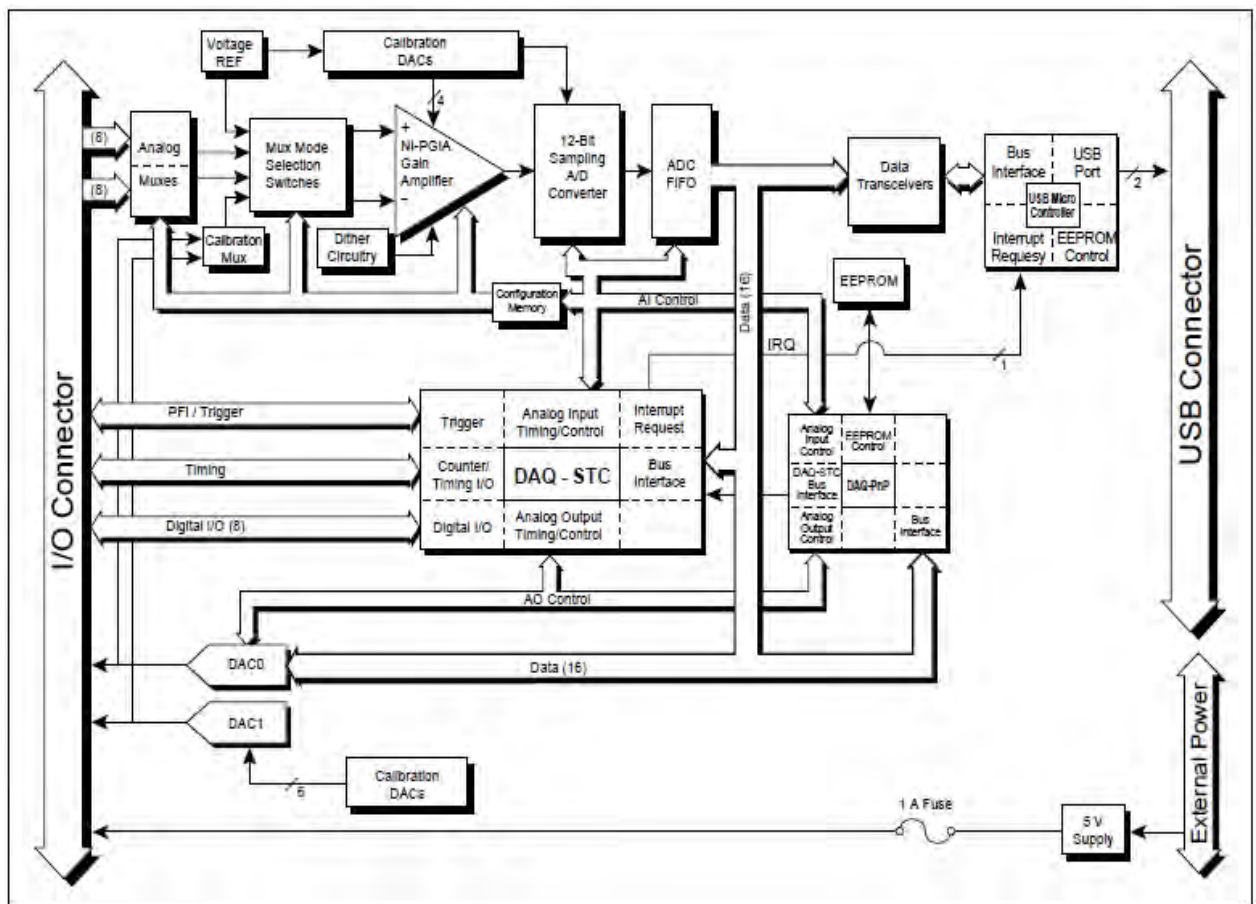 Voltage
REF
Calibration
DACs
4
(8)
(8)
Analog
Muxes
Mux Mode
Selection
Switches
+
NI-PGIA
Gain
Amplifier
−
12-Bit
Sampling
A/D
Converter
ADC
FIFO
Data
Transceivers
Bus
Interface
USB
Port
USB Micro
Controller
Interrupt
Requesy
EEPROM
Control
2
Calibration
Mux
Dither
Circuitry
Configuration
Memory
AI Control
Data (16)
EEPROM
IRQ
1
I/O Connector
USB Connector
PFI / Trigger
Timing
Digital I/O (8)
Trigger
Analog Input
Timing/Control
Interrupt
Request
Counter/
Timing I/O
DAQ - STC
Bus
Interface
Digital I/O
Analog Output
Timing/Control
Analog
Input
Control
EEPROM
Control
DAQ-STC
Bus
Interface
DAQ-PnP
Analog
Output
Control
Bus
Interface
AO Control
DAC0
Data (16)
DAC1
6
Calibration
DACs
1 A Fuse
5 V
Supply
External Power